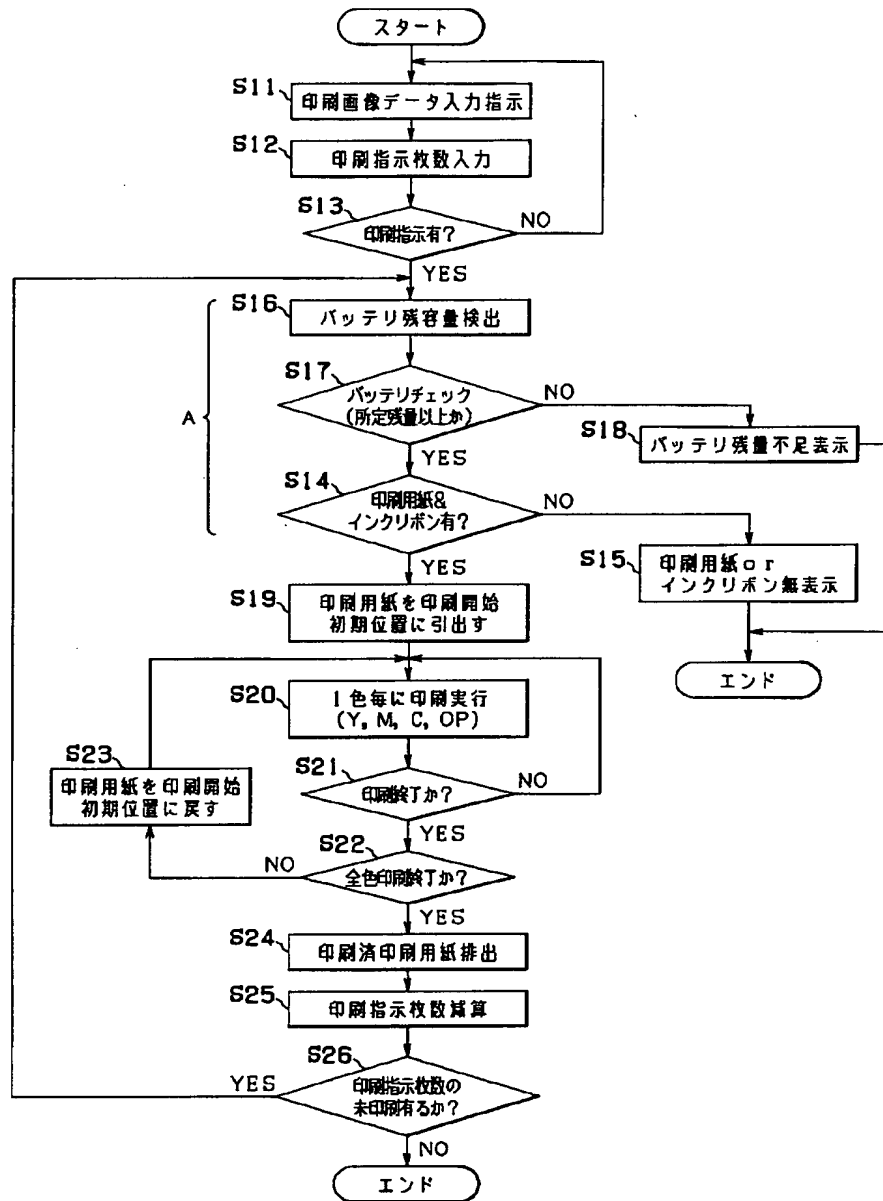 スタート
S11
印刷画像データ入力指示
S12
印刷指示枚数入力
S13
印刷指示有?
NO
YES
S16
バッテリ残容量検出
A
S17
バッテリチェック
(所定残量以上か)
NO
S18
バッテリ残量不足表示
YES
S14
印刷用紙&
インクリボン有?
NO
S15
印刷用紙or
インクリボン無表示
YES
エンド
S19
印刷用紙を印刷開始
初期位置に引出す
S20
1色毎に印刷実行
(Y, M, C, OP)
S23
印刷用紙を印刷開始
初期位置に戻す
S21
印刷終了か?
NO
YES
S22
全色印刷終了か?
NO
YES
S24
印刷済印刷用紙排出
S25
印刷指示枚数減算
S26
印刷指示枚数の
未印刷有るか?
YES
NO
エンド